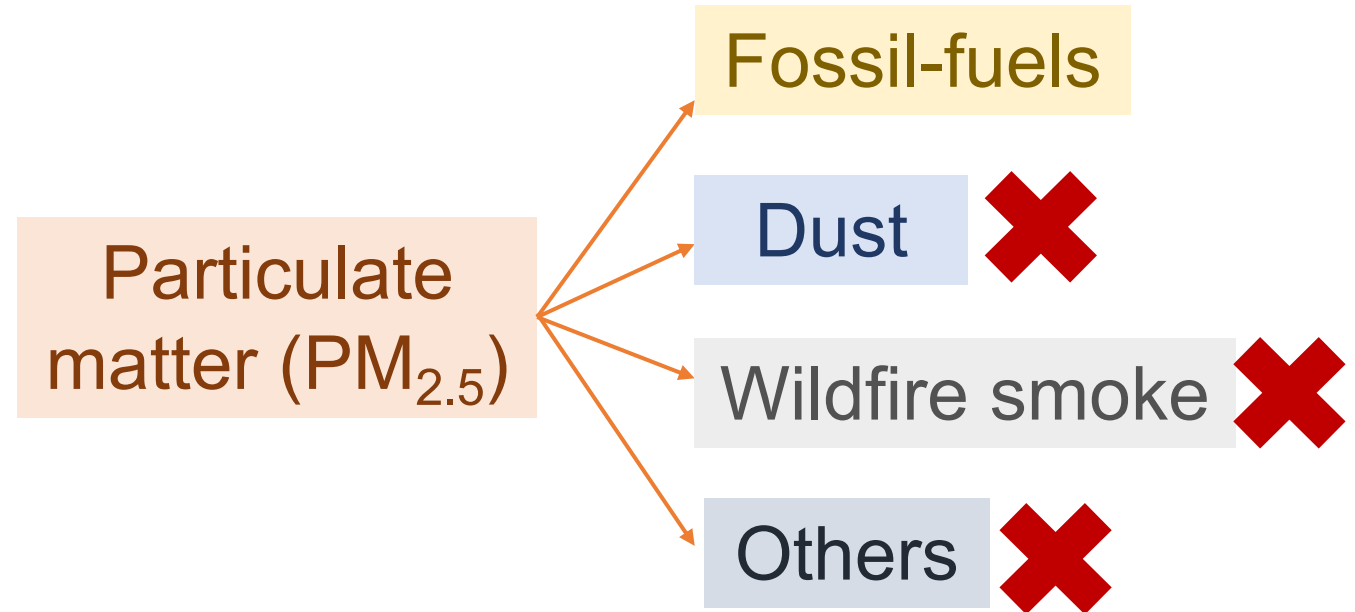 Fossil-fuels
Dust
Particulate
matter (PM₂.₅)
Wildfire smoke
Others